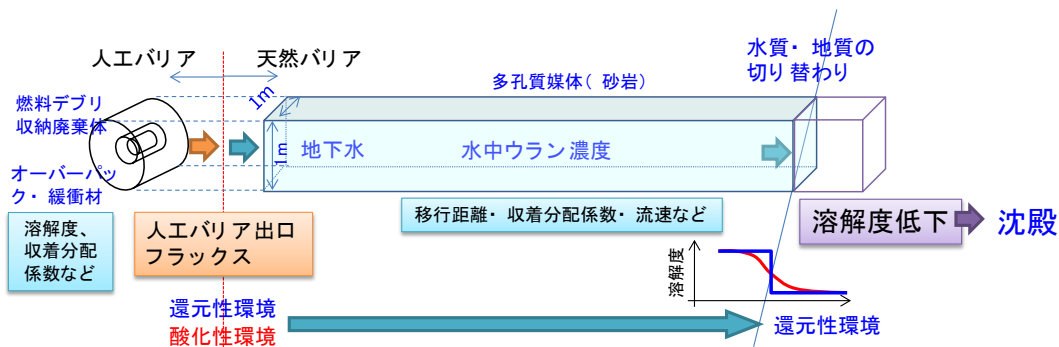 人工バリア
天然バリア
水質・地質の
切り替わり
多孔質媒体（砂岩）
燃料デブリ
収納廃棄体
1m
1m
地下水
水中ウラン濃度
オーバーパッ
ク・緩衝材
移行距離・収着分配係数・流速など
溶解度、
収着分配
係数など
人工バリア出口
フラックス
溶解度低下
沈殿
溶解度
還元性環境
酸化性環境
還元性環境